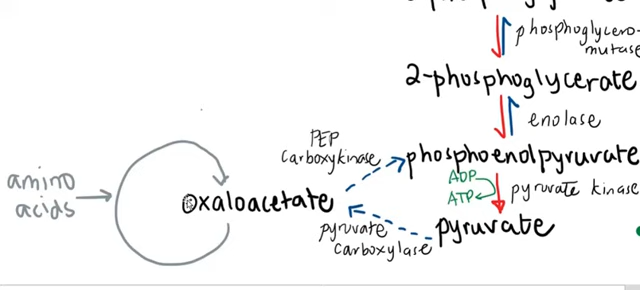 phosphoglycero-
mutase
2-phosphoglycerate
enolase
PEP
carboxykinase
phosphoenolpyruvate
ADP
ATP
pyruvate kinase
amino
acids
oxaloacetate
pyruvate
carboxylase
pyruvate